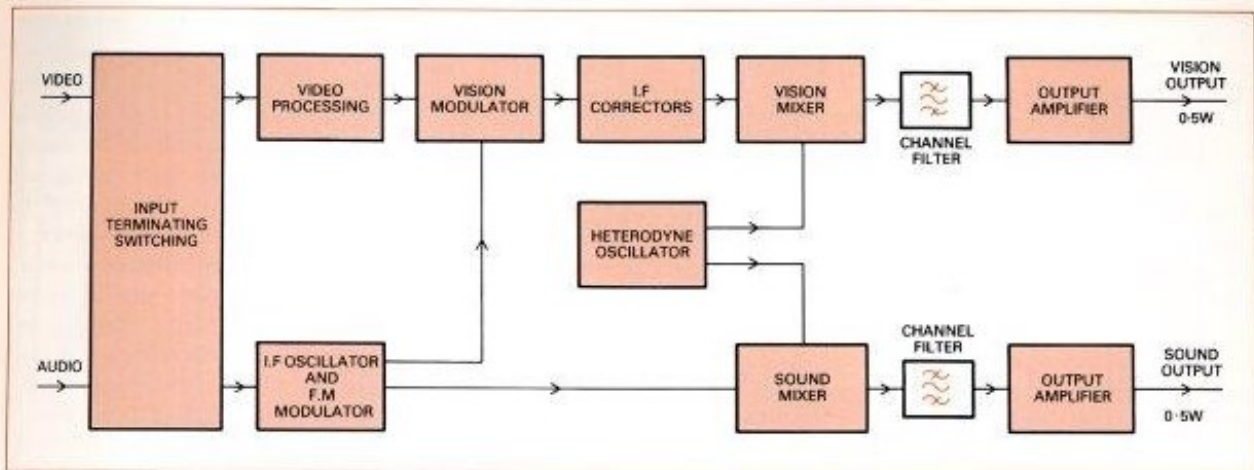 VIDEO
AUDIO
INPUT
TERMINATING
SWITCHING
VIDEO
PROCESSING
VISION
MODULATOR
I.F
CORRECTORS
VISION
MIXER
CHANNEL
FILTER
OUTPUT
AMPLIFIER
VISION
OUTPUT
0·5W
HETERODYNE
OSCILLATOR
I.F OSCILLATOR
AND
F.M
MODULATOR
SOUND
MIXER
CHANNEL
FILTER
OUTPUT
AMPLIFIER
SOUND
OUTPUT
0·5W